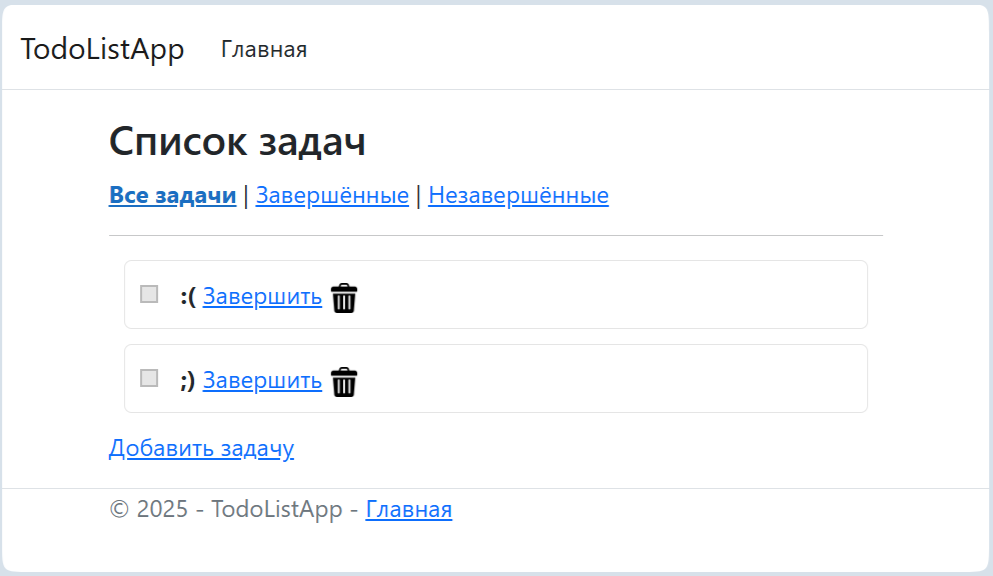 TodoListApp Главная
Список задач
Все задачи | Завершённые | Незавершённые
:( Завершить
;) Завершить
Добавить задачу
© 2025 - TodoListApp - Главная